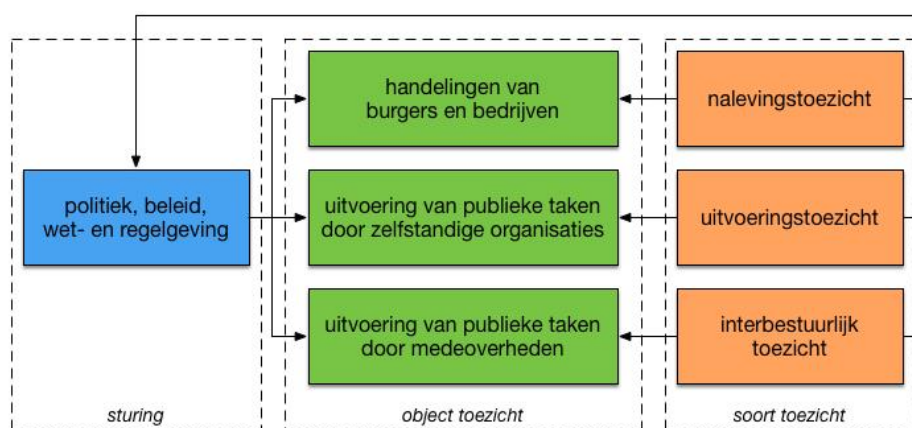 handelingen van
burgers en bedrijven
nalevingstoezicht
politiek, beleid,
wet- en regelgeving
uitvoering van publieke taken
door zelfstandige organisaties
uitvoeringstoezicht
uitvoering van publieke taken
door medeoverheden
interbestuurlijk
toezicht
sturing
object toezicht
soort toezicht